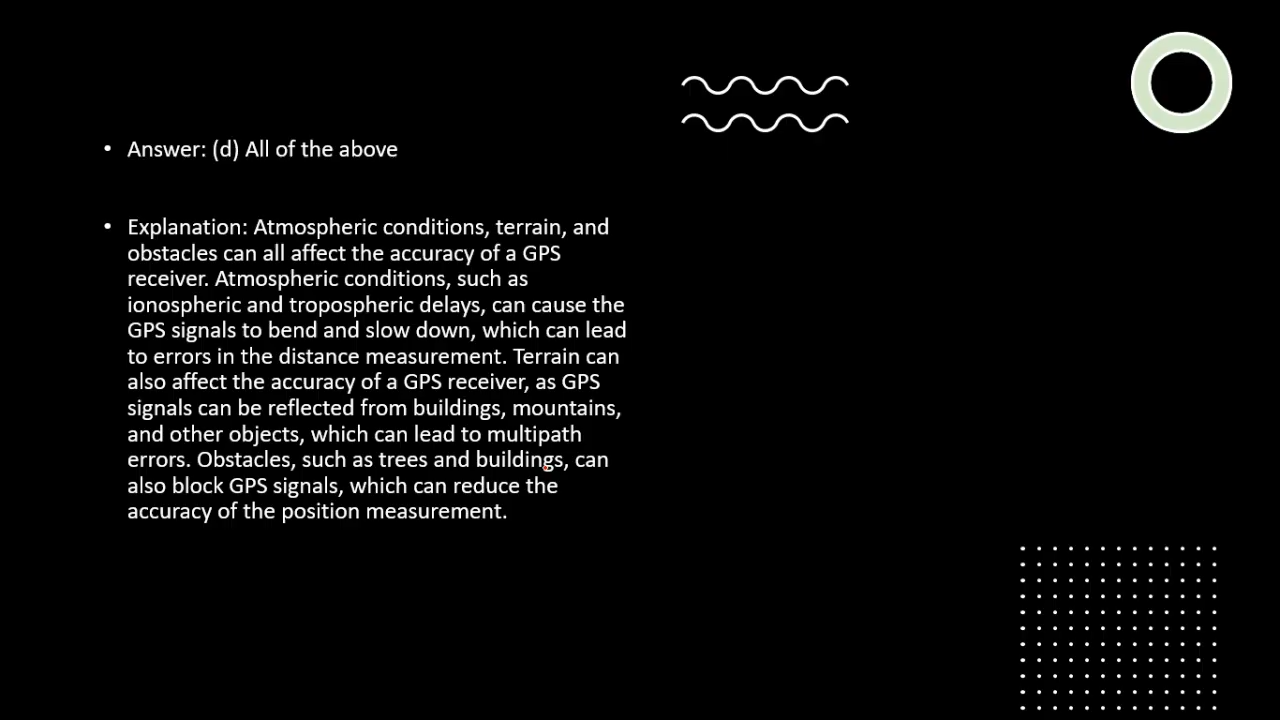 • Answer: (d) All of the above
• Explanation: Atmospheric conditions, terrain, and
obstacles can all affect the accuracy of a GPS
receiver. Atmospheric conditions, such as
ionospheric and tropospheric delays, can cause the
GPS signals to bend and slow down, which can lead
to errors in the distance measurement. Terrain can
also affect the accuracy of a GPS receiver, as GPS
signals can be reflected from buildings, mountains,
and other objects, which can lead to multipath
errors. Obstacles, such as trees and buildings, can
also block GPS signals, which can reduce the
accuracy of the position measurement.